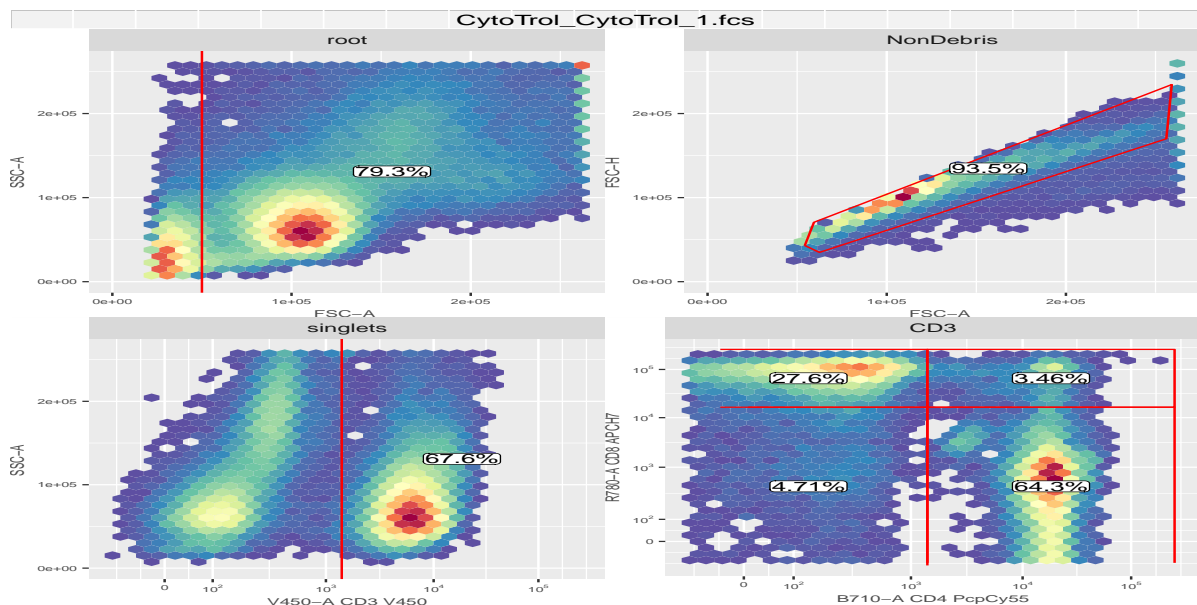 CytoTrol_CytoTrol_1.fcs
root
NonDebris
SSC-A
2e+05
1e+05
0e+00
79.3%
0e+00
1e+05
2e+05
FSC-A
FSC-H
2e+05
1e+05
0e+00
93.5%
0e+00
1e+05
2e+05
FSC-A
singlets
CD3
SSC-A
2e+05
1e+05
0e+00
67.6%
0
10²
10³
10⁴
10⁵
V450-A CD3 V450
R780-A CD8 APCH7
10⁵
10⁴
10³
10²
0
27.6%
3.46%
4.71%
64.3%
0
10²
10³
10⁴
10⁵
B710-A CD4 PcpCy55